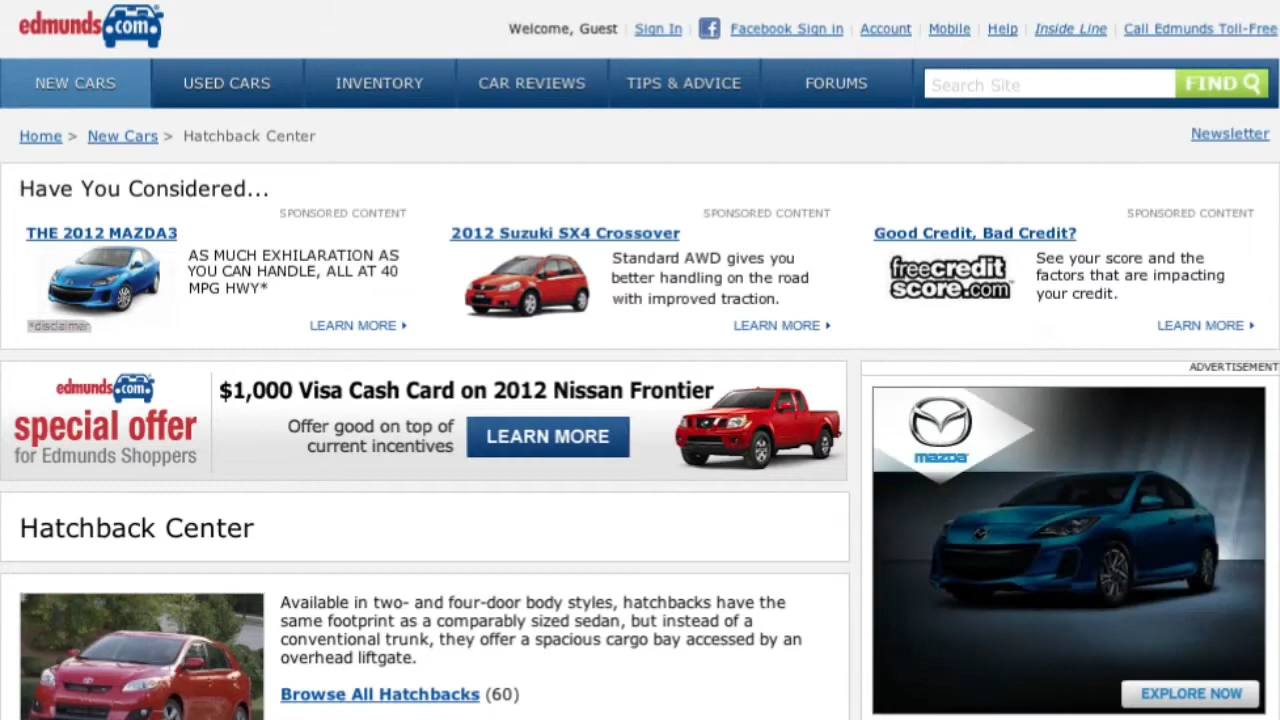 edmunds.com
Welcome, Guest Sign In Facebook Sign in Account Mobile Help Inside Line Call Edmunds Toll-Free
NEW CARS USED CARS INVENTORY CAR REVIEWS TIPS & ADVICE FORUMS Search Site FIND
Home > New Cars > Hatchback Center
Newsletter
Have You Considered...
SPONSORED CONTENT
THE 2012 MAZDA3
AS MUCH EXHILARATION AS
YOU CAN HANDLE, ALL AT 40
MPG HWY*
*disclaimer
LEARN MORE
SPONSORED CONTENT
2012 Suzuki SX4 Crossover
Standard AWD gives you
better handling on the road
with improved traction.
LEARN MORE
SPONSORED CONTENT
Good Credit, Bad Credit?
freecredit
score.com
See your score and the
factors that are impacting
your credit.
LEARN MORE
edmunds.com
special offer
for Edmunds Shoppers
$1,000 Visa Cash Card on 2012 Nissan Frontier
Offer good on top of
current incentives
LEARN MORE
ADVERTISEMENT
mazda
EXPLORE NOW
Hatchback Center
Available in two- and four-door body styles, hatchbacks have the
same footprint as a comparably sized sedan, but instead of a
conventional trunk, they offer a spacious cargo bay accessed by an
overhead liftgate.
Browse All Hatchbacks (60)